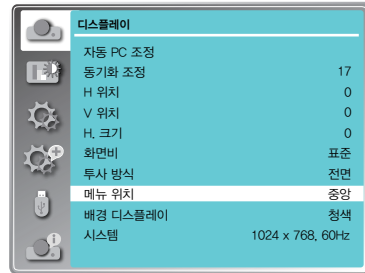 디스플레이
자동 PC 조정
동기화 조정 17
H 위치 0
V 위치 0
H. 크기 0
화면비 표준
투사 방식 전면
메뉴 위치 중앙
배경 디스플레이 청색
시스템 1024 x 768, 60Hz